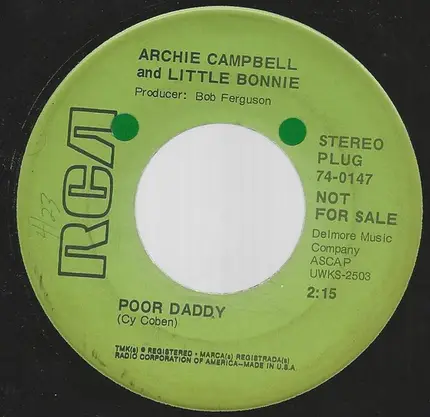 ARCHIE CAMPBELL
and LITTLE BONNIE
Producer: Bob Ferguson
RCA
4/23
STEREO
PLUG
74-0147
NOT
FOR SALE
Delmore Music
Company
ASCAP
UWKS-2503
2:15
POOR DADDY
(Cy Coben)
TMK(s) ® REGISTERED • MARCA(s) REGISTRADA(s)
RADIO CORPORATION OF AMERICA—MADE IN U.S.A.